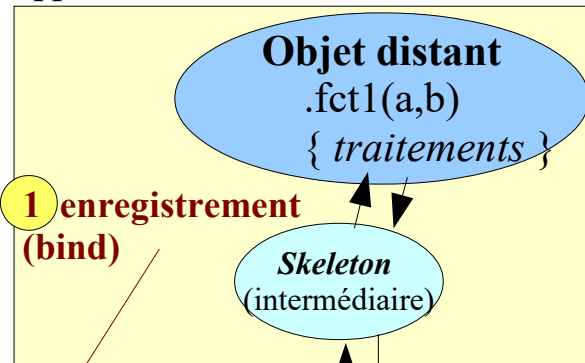 Objet distant
.fct1(a,b)
{ traitements }
1 enregistrement
(bind)
Skeleton
(intermédiaire)